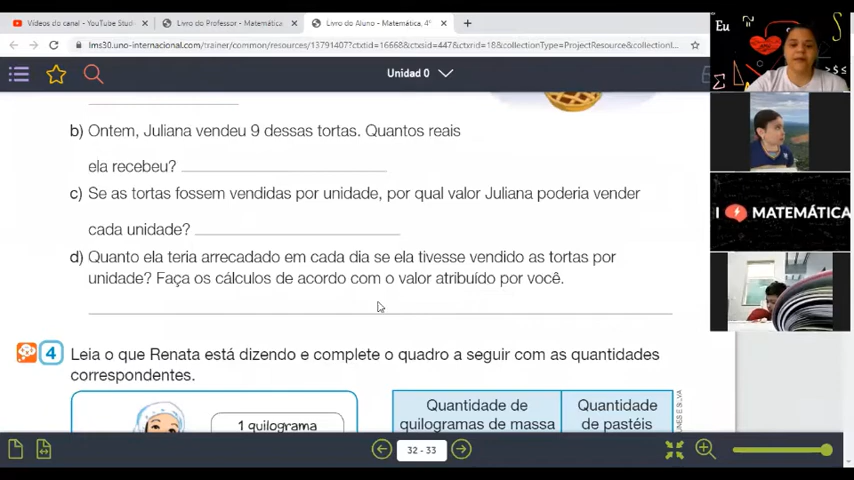 Vídeos do canal - YouTube Stud
Livro do Professor - Matemática,
Livro do Aluno - Matemática, 4º
lms30.uno-internacional.com/trainer/common/resources/13791407?ctxtid=16668&ctxsid=447&ctxrid=18&collectionType=ProjectResource&collectionI...
Unidad 0
Eu
b) Ontem, Juliana vendeu 9 dessas tortas. Quantos reais
ela recebeu?
c) Se as tortas fossem vendidas por unidade, por qual valor Juliana poderia vender
cada unidade?
d) Quanto ela teria arrecadado em cada dia se ela tivesse vendido as tortas por
unidade? Faça os cálculos de acordo com o valor atribuído por você.
I MATEMÁTICA
4 Leia o que Renata está dizendo e complete o quadro a seguir com as quantidades
correspondentes.
1 quilograma
Quantidade de
quilogramas de massa
Quantidade
de pastéis
32 - 33